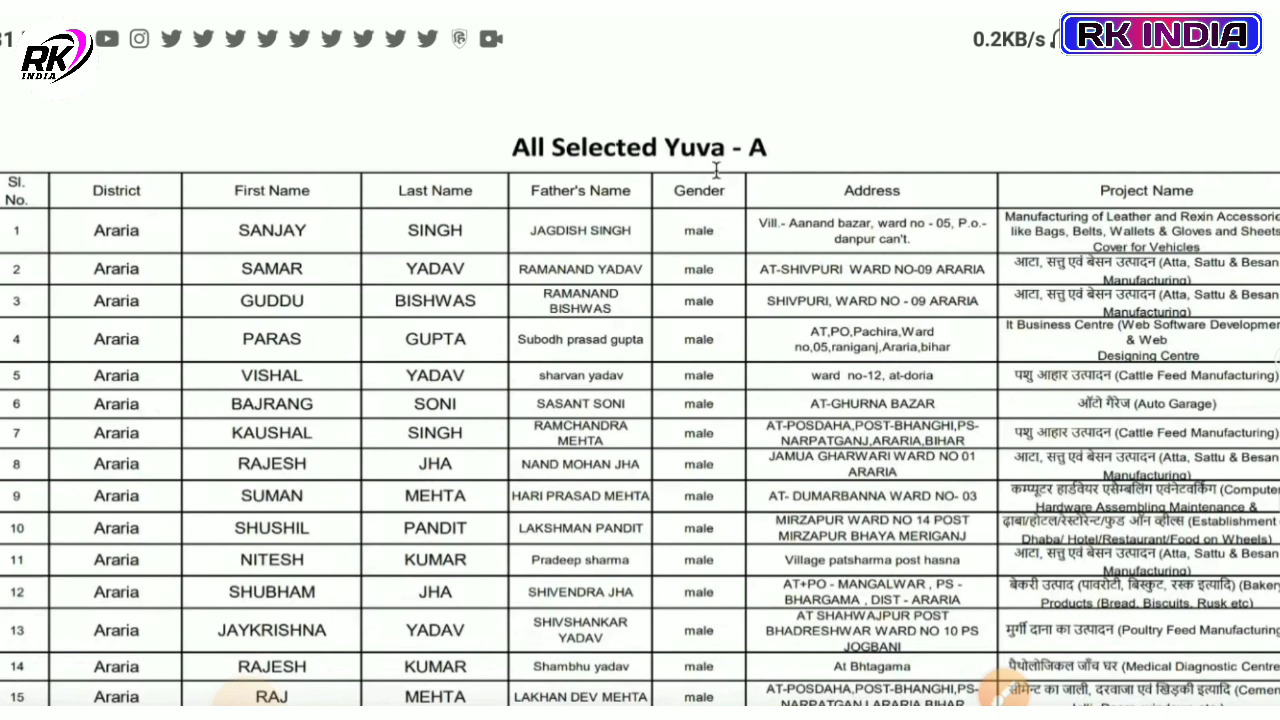 31
RK
INDIA
0.2KB/s
RK INDIA
All Selected Yuva - A
Sl. No. District First Name Last Name Father's Name Gender Address Project Name
1 Araria SANJAY SINGH JAGDISH SINGH male Vill.- Aanand bazar, ward no - 05, P.o.- danpur can't. Manufacturing of Leather and Rexin Accessorie like Bags, Belts, Wallets & Gloves and Sheets Cover for Vehicles
2 Araria SAMAR YADAV RAMANAND YADAV male AT-SHIVPURI WARD NO-09 ARARIA आटा, सत्तु एवं बेसन उत्पादन (Atta, Sattu & Besan Manufacturing)
3 Araria GUDDU BISHWAS RAMANAND BISHWAS male SHIVPURI, WARD NO - 09 ARARIA आटा, सत्तु एवं बेसन उत्पादन (Atta, Sattu & Besan Manufacturing)
4 Araria PARAS GUPTA Subodh prasad gupta male AT,PO,Pachira,Ward no,05,raniganj,Araria,bihar It Business Centre (Web Software Developmen & Web Designing Centre
5 Araria VISHAL YADAV sharvan yadav male ward no-12, at-doria पशु आहार उत्पादन (Cattle Feed Manufacturing)
6 Araria BAJRANG SONI SASANT SONI male AT-GHURNA BAZAR ऑटो गैरेज (Auto Garage)
7 Araria KAUSHAL SINGH RAMCHANDRA MEHTA male AT-POSDAHA,POST-BHANGHI,PS-NARPATGANJ,ARARIA,BIHAR पशु आहार उत्पादन (Cattle Feed Manufacturing)
8 Araria RAJESH JHA NAND MOHAN JHA male JAMUA GHARWARI WARD NO 01 ARARIA आटा, सत्तु एवं बेसन उत्पादन (Atta, Sattu & Besan Manufacturing)
9 Araria SUMAN MEHTA HARI PRASAD MEHTA male AT- DUMARBANNA WARD NO- 03 कम्प्यूटर हार्डवेयर एसेम्बलिंग एवंनेटवर्किंग (Computer Hardware Assembling Maintenance &
10 Araria SHUSHIL PANDIT LAKSHMAN PANDIT male MIRZAPUR WARD NO 14 POST MIRZAPUR BHAYA MERIGANJ ढ़ाबा/होटल/रेस्टोरेन्ट/फुड ऑन व्हील्स (Establishment Dhaba/ Hotel/Restaurant/Food on Wheels)
11 Araria NITESH KUMAR Pradeep sharma male Village patsharma post hasna आटा, सत्तु एवं बेसन उत्पादन (Atta, Sattu & Besan Manufacturing)
12 Araria SHUBHAM JHA SHIVENDRA JHA male AT+PO - MANGALWAR , PS - BHARGAMA , DIST - ARARIA बेकरी उत्पाद (पावरोटी, बिस्कुट, रस्क इत्यादि) (Bakery Products (Bread, Biscuits, Rusk etc)
13 Araria JAYKRISHNA YADAV SHIVSHANKAR YADAV male AT SHAHWAJPUR POST BHADRESHWAR WARD NO 10 PS JOGBANI मुर्गी दाना का उत्पादन (Poultry Feed Manufacturing
14 Araria RAJESH KUMAR Shambhu yadav male At Bhtagama पैथोलोजिकल जाँच घर (Medical Diagnostic Centre
15 Araria RAJ MEHTA LAKHAN DEV MEHTA male AT-POSDAHA,POST-BHANGHI,PS-NARPATGANJ,ARARIA,BIHAR सीमेन्ट का जाली, दरवाजा एवं खिड़की इत्यादि (Cemen